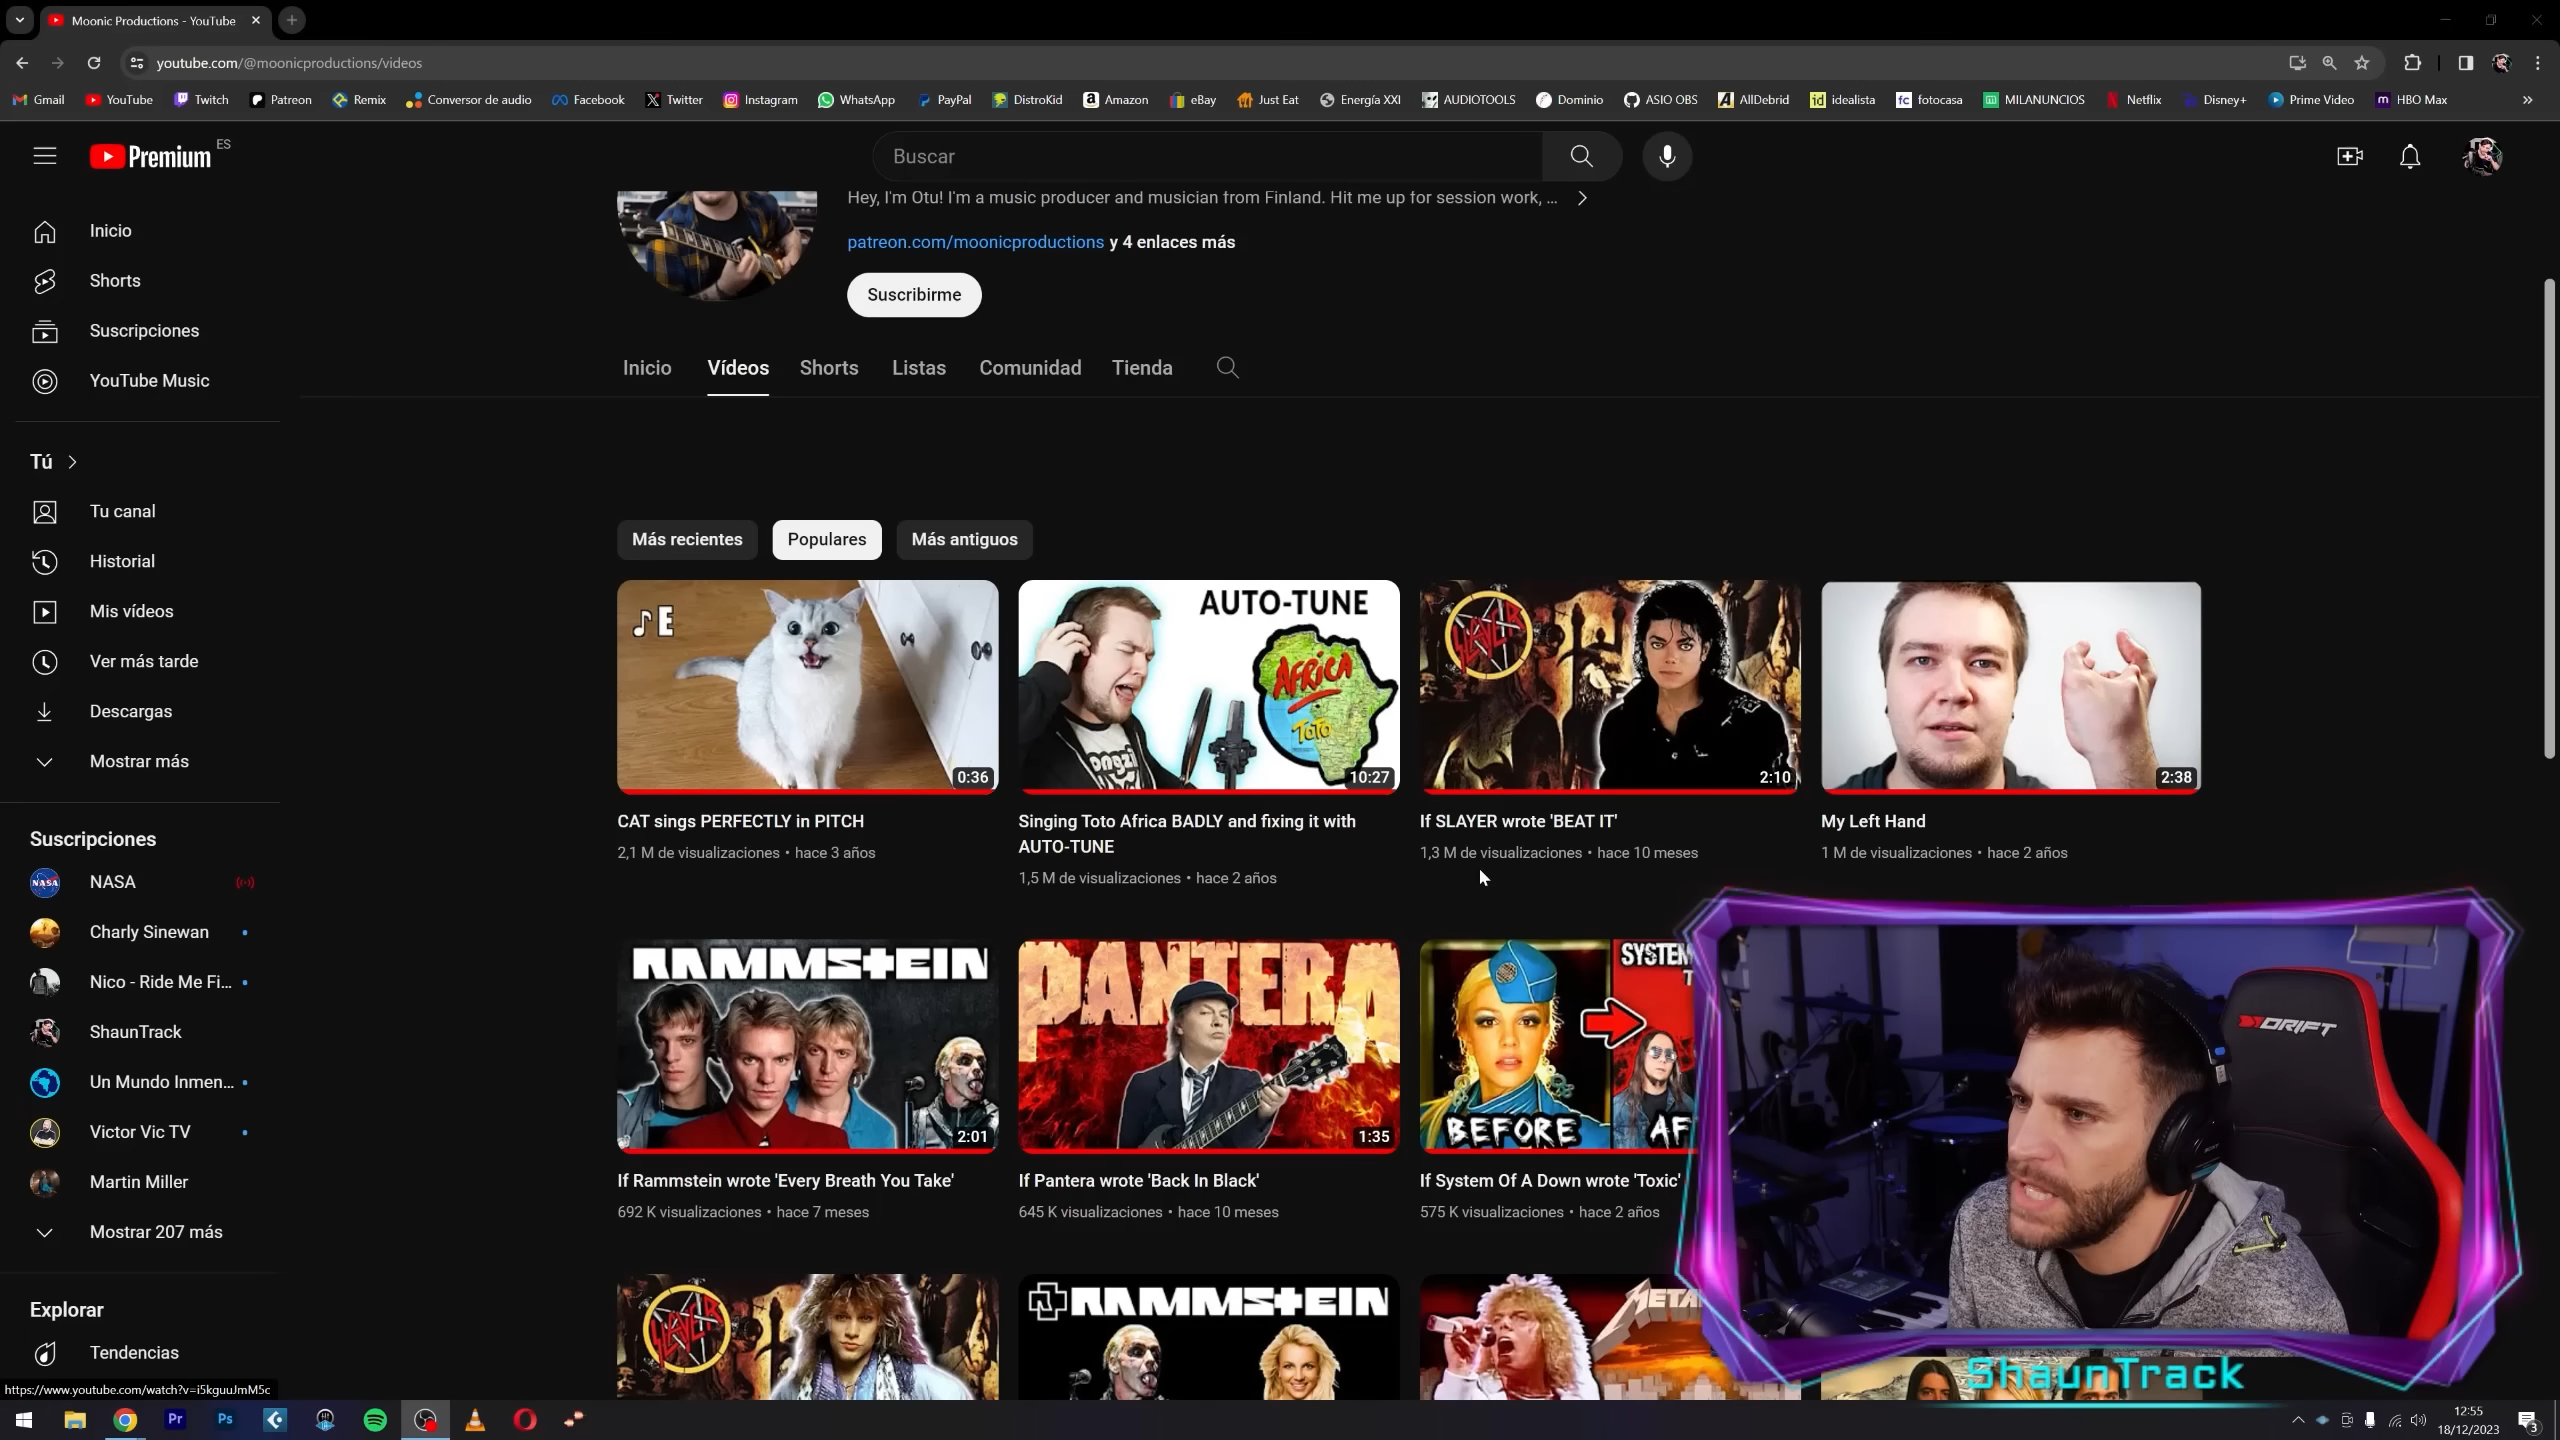 Moonic Productions - YouTube
youtube.com/@moonicproductions/videos
Gmail YouTube Twitch Patreon Remix Conversor de audio Facebook Twitter Instagram WhatsApp PayPal DistroKid Amazon eBay Just Eat Energía XXI AUDIOTOOLS Dominio ASIO OBS AllDebrid idealista fotocasa MILANUNCIOS Netflix Disney+ Prime Video HBO Max
Premium ES
Buscar
Hey, I'm Otu! I'm a music producer and musician from Finland. Hit me up for session work, ...
patreon.com/moonicproductions y 4 enlaces más
Suscribirme
Inicio Vídeos Shorts Listas Comunidad Tienda
Inicio
Shorts
Suscripciones
YouTube Music
Tú
Tu canal
Historial
Mis vídeos
Ver más tarde
Descargas
Mostrar más
Suscripciones
NASA
Charly Sinewan
Nico - Ride Me Fi...
ShaunTrack
Un Mundo Inmen...
Victor Vic TV
Martin Miller
Mostrar 207 más
Explorar
Tendencias
Más recientes Populares Más antiguos
E
0:36
CAT sings PERFECTLY in PITCH
2,1 M de visualizaciones • hace 3 años
AUTO-TUNE
AFRICA
TOTO
10:27
Singing Toto Africa BADLY and fixing it with
AUTO-TUNE
1,5 M de visualizaciones • hace 2 años
SLAYER
2:10
If SLAYER wrote 'BEAT IT'
1,3 M de visualizaciones • hace 10 meses
2:38
My Left Hand
1 M de visualizaciones • hace 2 años
RAMMSTEIN
2:01
If Rammstein wrote 'Every Breath You Take'
692 K visualizaciones • hace 7 meses
PANTERA
1:35
If Pantera wrote 'Back In Black'
645 K visualizaciones • hace 10 meses
SYSTEM
BEFORE AF
If System Of A Down wrote 'Toxic'
575 K visualizaciones • hace 2 años
SLAYER
RAMMSTEIN
META
DRIFT
ShaunTrack
https://www.youtube.com/watch?v=i5kguuJmM5c
Pr Ps
12:55
18/12/2023
3